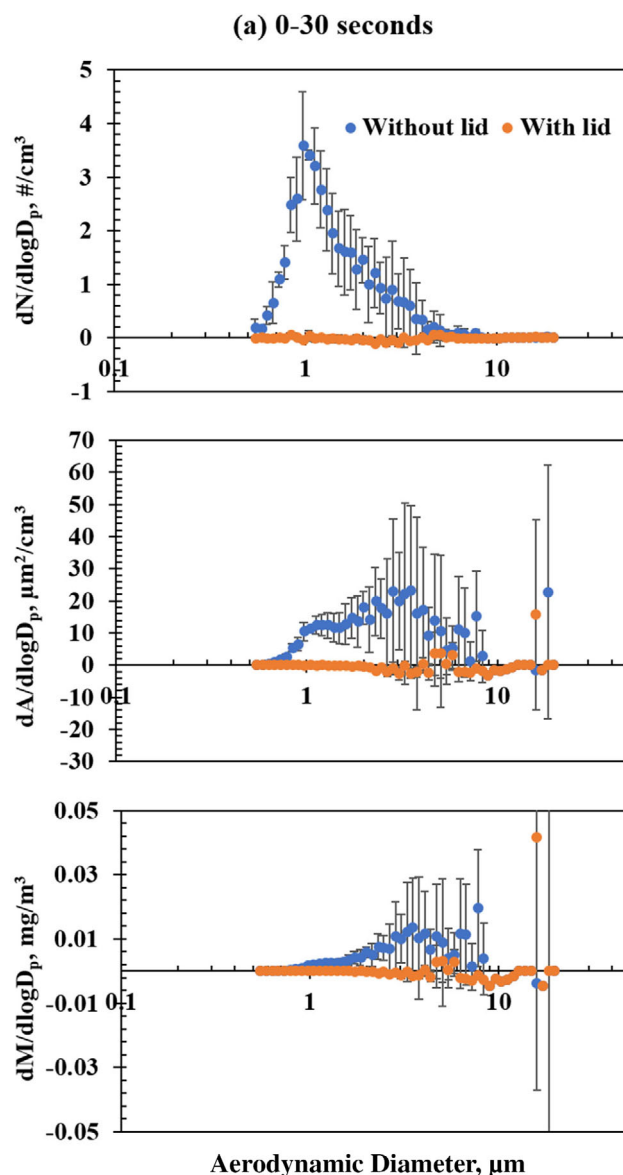 (a) 0-30 seconds
dN/dlogDp, #/cm³
5
4
3
2
1
0
-1
Without lid With lid
0.1 1 10
dA/dlogDp, µm²/cm³
70
60
50
40
30
20
10
0
-10
-20
-30
0.1 1 10
dM/dlogDp, mg/m³
0.05
0.03
0.01
-0.01
-0.03
-0.05
0.1 1 10
Aerodynamic Diameter, µm